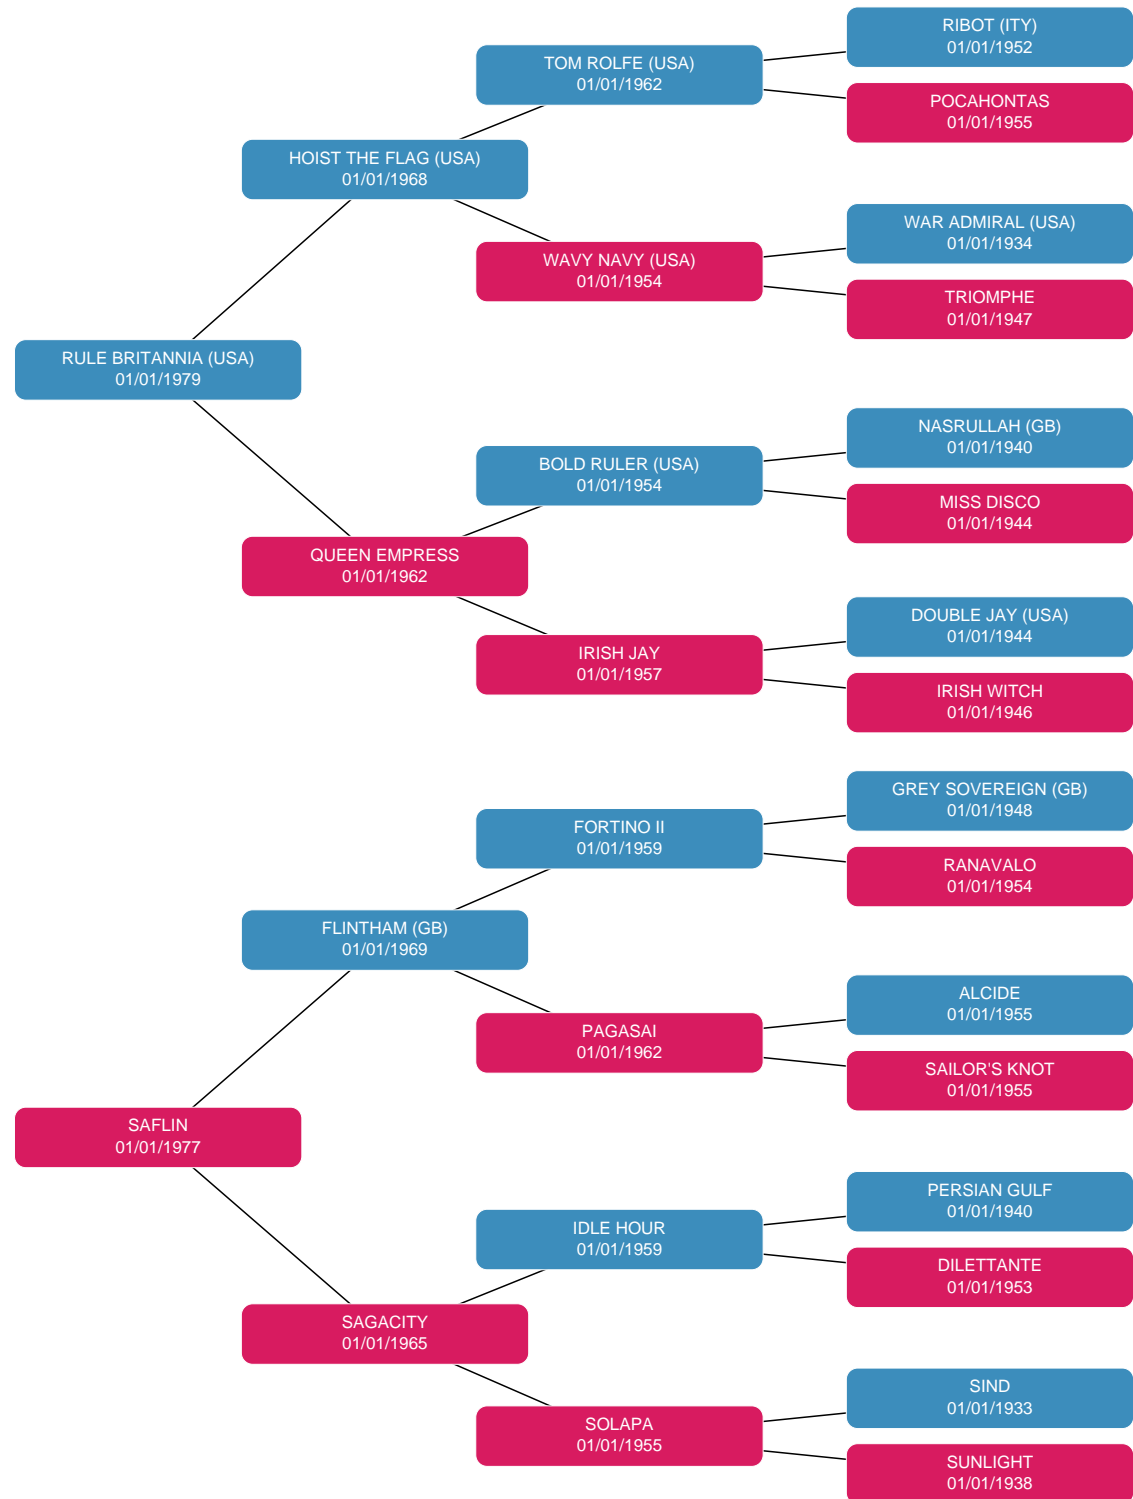 RIBOT (ITY)
01/01/1952
TOM ROLFE (USA)
01/01/1962
POCAHONTAS
01/01/1955
HOIST THE FLAG (USA)
01/01/1968
WAR ADMIRAL (USA)
01/01/1934
WAVY NAVY (USA)
01/01/1954
TRIOMPHE
01/01/1947
RULE BRITANNIA (USA)
01/01/1979
NASRULLAH (GB)
01/01/1940
BOLD RULER (USA)
01/01/1954
MISS DISCO
01/01/1944
QUEEN EMPRESS
01/01/1962
DOUBLE JAY (USA)
01/01/1944
IRISH JAY
01/01/1957
IRISH WITCH
01/01/1946
GREY SOVEREIGN (GB)
01/01/1948
FORTINO II
01/01/1959
RANAVALO
01/01/1954
FLINTHAM (GB)
01/01/1969
ALCIDE
01/01/1955
PAGASAI
01/01/1962
SAILOR'S KNOT
01/01/1955
SAFLIN
01/01/1977
PERSIAN GULF
01/01/1940
IDLE HOUR
01/01/1959
DILETTANTE
01/01/1953
SAGACITY
01/01/1965
SIND
01/01/1933
SOLAPA
01/01/1955
SUNLIGHT
01/01/1938